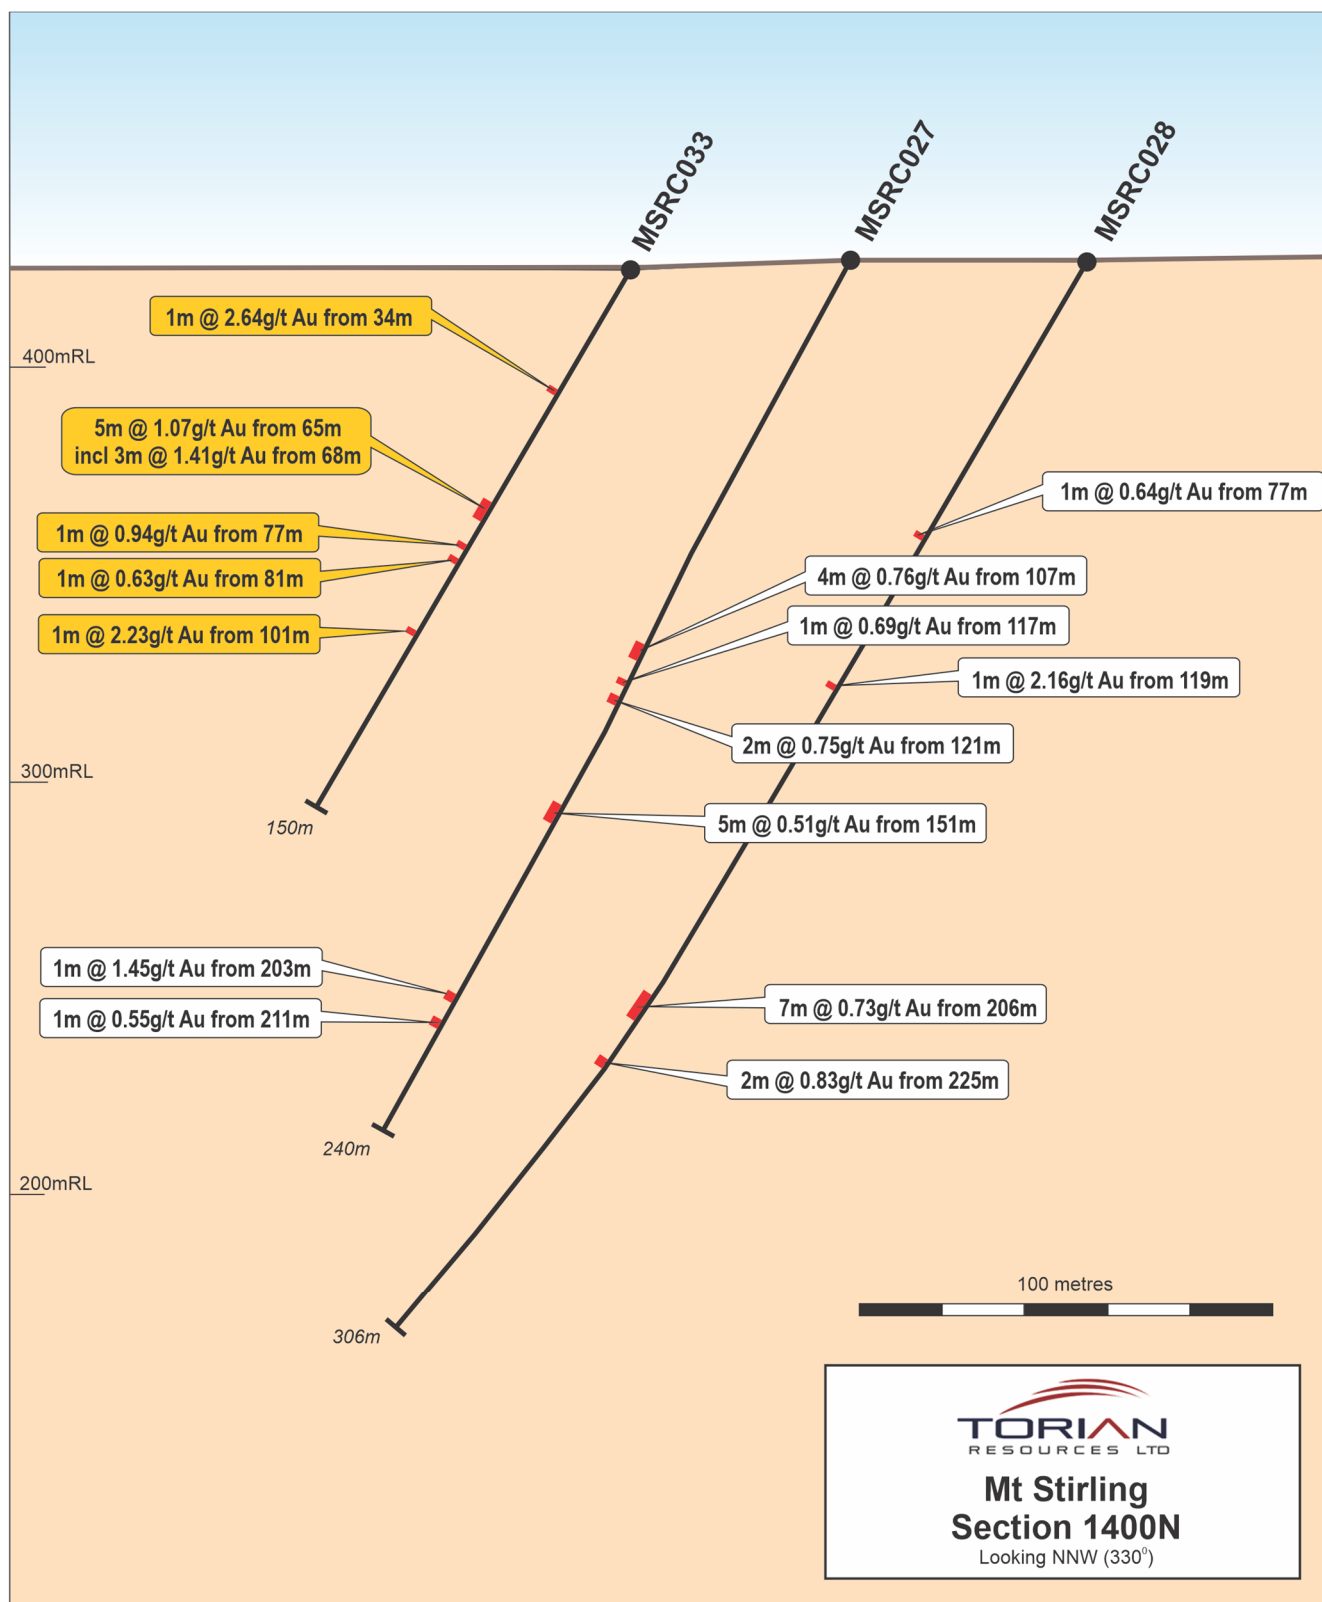 MSRC033
MSRC027
MSRC028
1m @ 2.64g/t Au from 34m
400mRL
5m @ 1.07g/t Au from 65m
incl 3m @ 1.41g/t Au from 68m
1m @ 0.64g/t Au from 77m
1m @ 0.94g/t Au from 77m
1m @ 0.63g/t Au from 81m
4m @ 0.76g/t Au from 107m
1m @ 2.23g/t Au from 101m
1m @ 0.69g/t Au from 117m
1m @ 2.16g/t Au from 119m
2m @ 0.75g/t Au from 121m
300mRL
150m
5m @ 0.51g/t Au from 151m
1m @ 1.45g/t Au from 203m
1m @ 0.55g/t Au from 211m
7m @ 0.73g/t Au from 206m
2m @ 0.83g/t Au from 225m
240m
200mRL
306m
100 metres
TORIAN
RESOURCES LTD
Mt Stirling
Section 1400N
Looking NNW (330⁰)